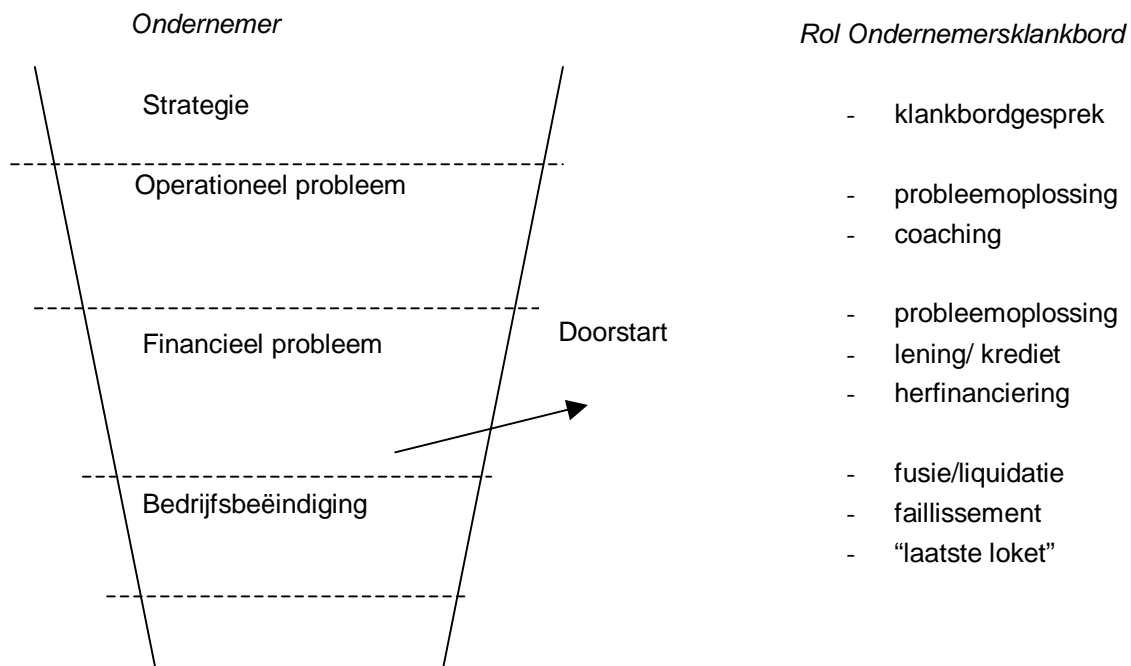 Ondernemer
Rol Ondernemersklankbord
Strategie
- klankbordgesprek
Operationeel probleem
- probleemoplossing
- coaching
Financieel probleem
Doorstart
- probleemoplossing
- lening/ krediet
- herfinanciering
Bedrijfsbeëindiging
- fusie/liquidatie
- faillissement
- “laatste loket”